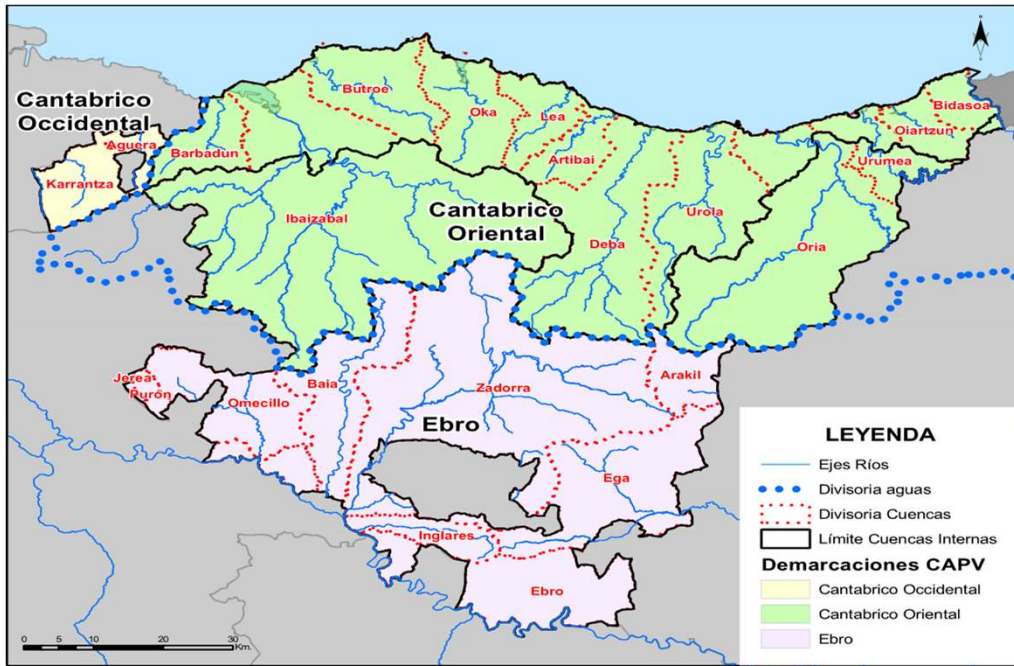 N
Cantabrico
Occidental
Aguera
Karrantza
Barbadun
Butroe
Oka
Lea
Artibai
Bidasoa
Oiartzun
Urumea
Ibaizabal
Cantabrico
Oriental
Deba
Urola
Oria
Jerea
Purón
Omecillo
Baia
Zadorra
Arakil
Ebro
Ega
Inglares
Ebro
LEYENDA
Ejes Ríos
Divisoria aguas
Divisoria Cuencas
Límite Cuencas Internas
Demarcaciones CAPV
Cantabrico Occidental
Cantabrico Oriental
Ebro
0 5 10 20 30
Km.